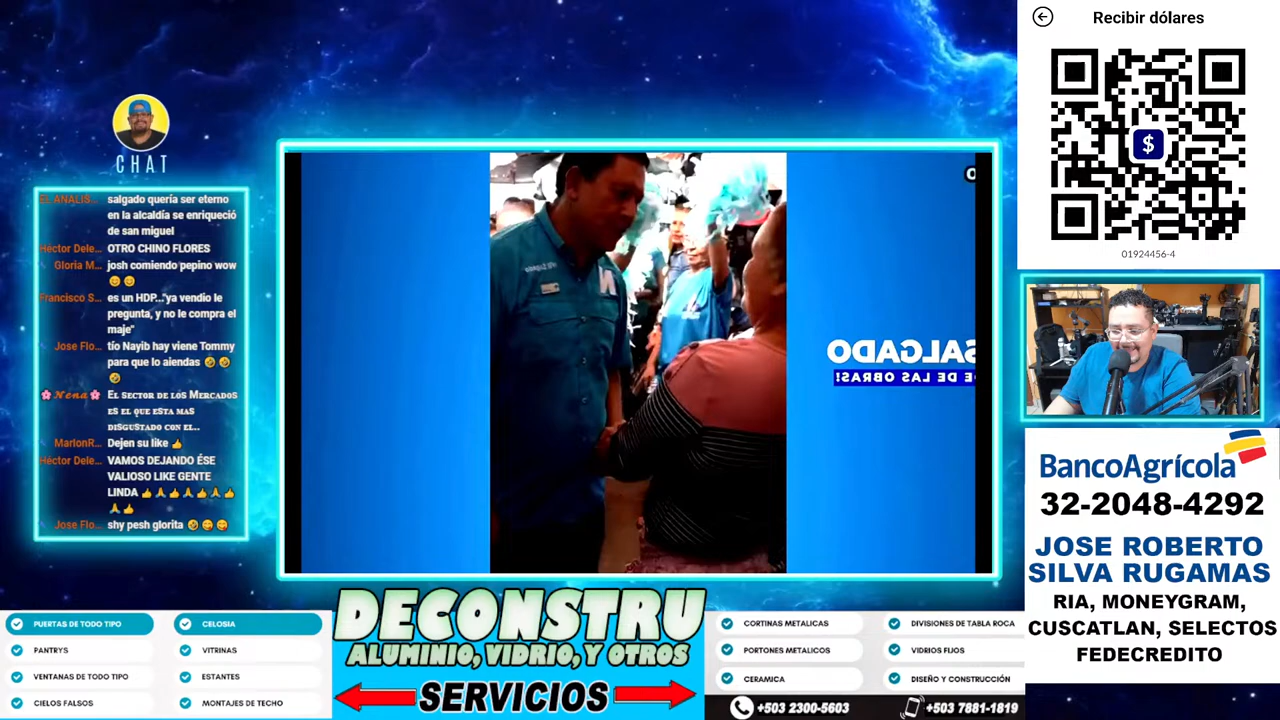 Recibir dólares
$
01924456-4
CHAT
EL ANALIS... salgado quería ser eterno
en la alcaldía se enriqueció
de san miguel
Héctor Dele... OTRO CHINO FLORES
Gloria M... josh comiendo pepino wow
😊 😊
Francisco S... es un HDP..."ya vendio le
pregunta, y no le compra el
maje"
Jose Flo... tío Nayib hay viene Tommy
para que lo aiendas 🤣 🤣
🤣
🌸 Nena 🌸 El sector de los Mercados
es el que esta mas
disgustado con el...
MarlonR... Dejen su like 👍
Héctor Dele... VAMOS DEJANDO ÉSE
VALIOSO LIKE GENTE
LINDA 👍🙏👍🙏👍🙏👍
🙏👍
Jose Flo... shy pesh glorita 🤣 😋 😋
N
SALGADO
E DE LAS OBRAS!
BancoAgrícola
32-2048-4292
JOSE ROBERTO
SILVA RUGAMAS
RIA, MONEYGRAM,
CUSCATLAN, SELECTOS
FEDECREDITO
PUERTAS DE TODO TIPO
PANTRYS
VENTANAS DE TODO TIPO
CIELOS FALSOS
CELOSIA
VITRINAS
ESTANTES
MONTAJES DE TECHO
DECONSTRU
ALUMINIO, VIDRIO, Y OTROS
SERVICIOS
CORTINAS METALICAS
PORTONES METALICOS
CERAMICA
DIVISIONES DE TABLA ROCA
VIDRIOS FIJOS
DISEÑO Y CONSTRUCCIÓN
+503 2300-5603
+503 7881-1819